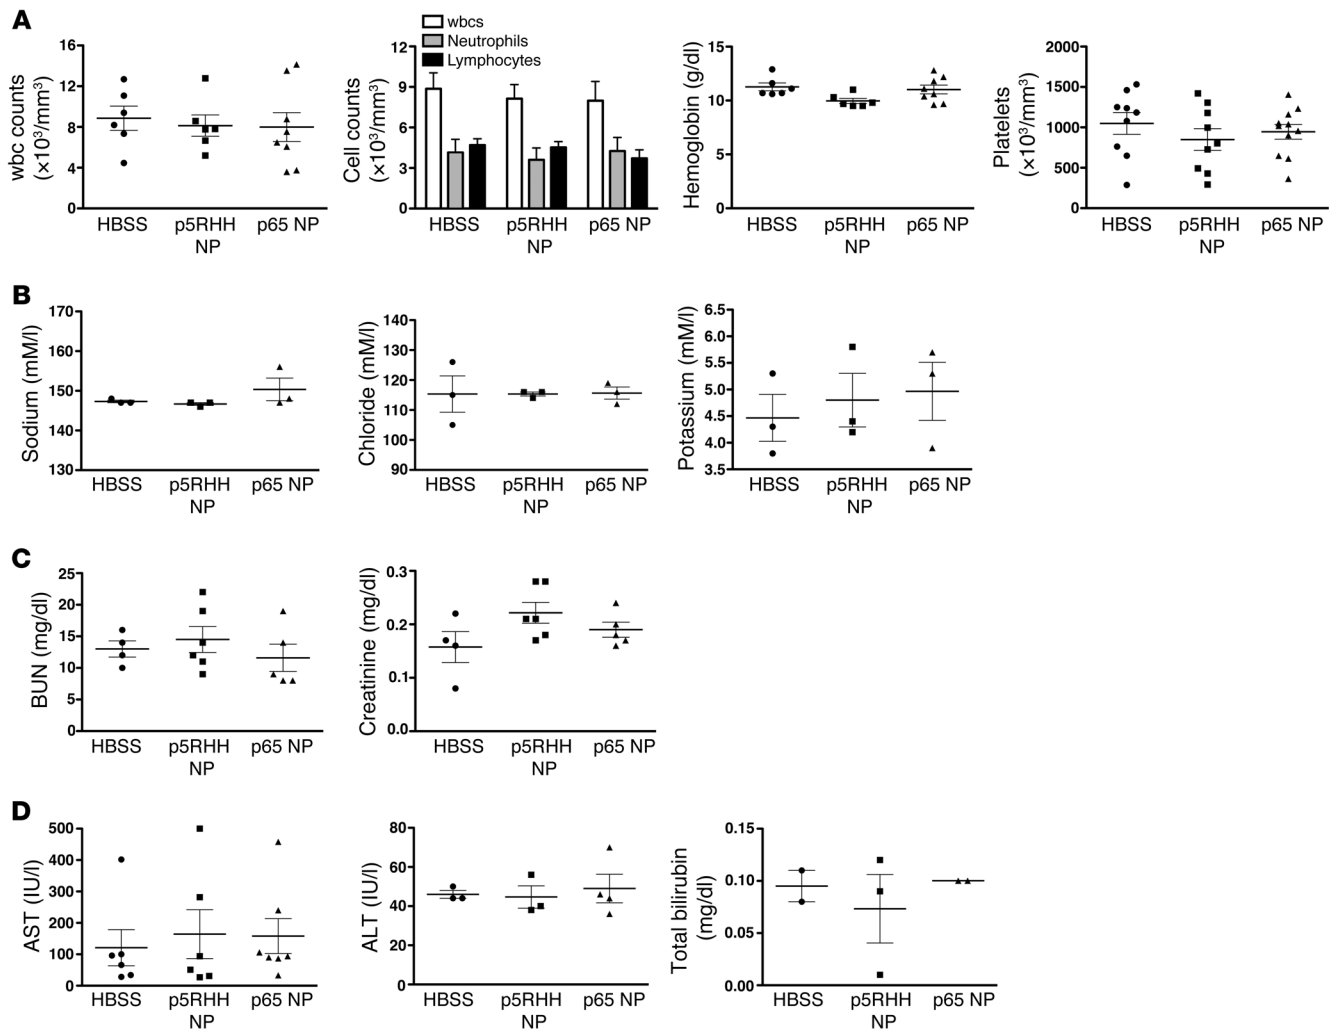 A
wbc counts
(×10³/mm³)
16
12
8
4
0
HBSS
p5RHH
NP
p65 NP
wbcs
Neutrophils
Lymphocytes
Cell counts
(×10³/mm³)
12
9
6
3
0
HBSS
p5RHH
NP
p65 NP
Hemoglobin (g/dl)
15
10
5
0
HBSS
p5RHH
NP
p65 NP
Platelets
(×10³/mm³)
2000
1500
1000
500
0
HBSS
p5RHH
NP
p65 NP
B
Sodium (mM/l)
170
160
150
140
130
HBSS
p5RHH
NP
p65 NP
Chloride (mM/l)
140
130
120
110
100
90
HBSS
p5RHH
NP
p65 NP
Potassium (mM/l)
6.5
6.0
5.5
5.0
4.5
4.0
3.5
HBSS
p5RHH
NP
p65 NP
C
BUN (mg/dl)
25
20
15
10
5
0
HBSS
p5RHH
NP
p65 NP
Creatinine (mg/dl)
0.3
0.2
0.1
0.0
HBSS
p5RHH
NP
p65 NP
D
AST (IU/l)
500
400
300
200
100
0
HBSS
p5RHH
NP
p65 NP
ALT (IU/l)
80
60
40
20
0
HBSS
p5RHH
NP
p65 NP
Total bilirubin
(mg/dl)
0.15
0.10
0.05
0.00
HBSS
p5RHH
NP
p65 NP